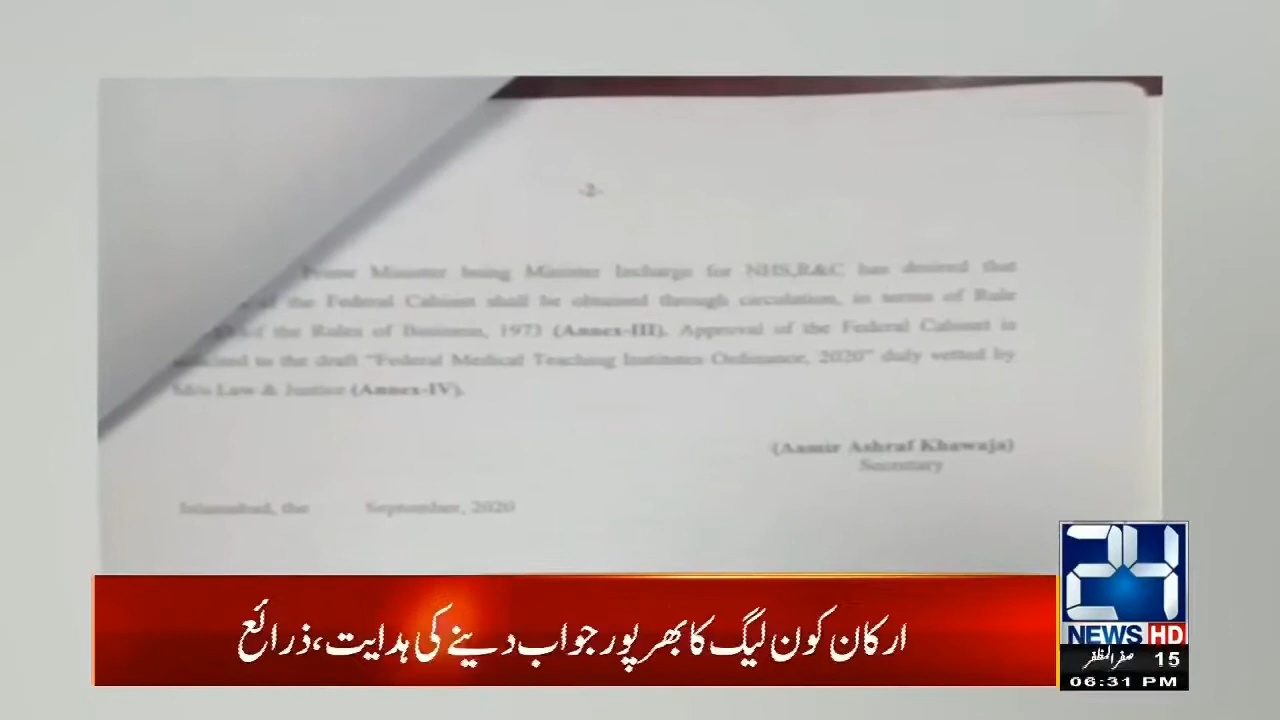 -2-
Prime Minister being Minister Incharge for NHS,R&C has desired that
the Federal Cabinet shall be obtained through circulation, in terms of Rule
of the Rules of Business, 1973 (Annex-III). Approval of the Federal Cabinet is
to the draft "Federal Medical Teaching Institutes Ordinance, 2020" duly vetted by
M/o Law & Justice (Annex-IV).
(Aamir Ashraf Khawaja)
Secretary
Islamabad, the September, 2020
ارکان کو ن لیگ کا بھرپور جواب دینے کی ہدایت، ذرائع
24
NEWS HD
15 صفر المظفر
06:31 PM